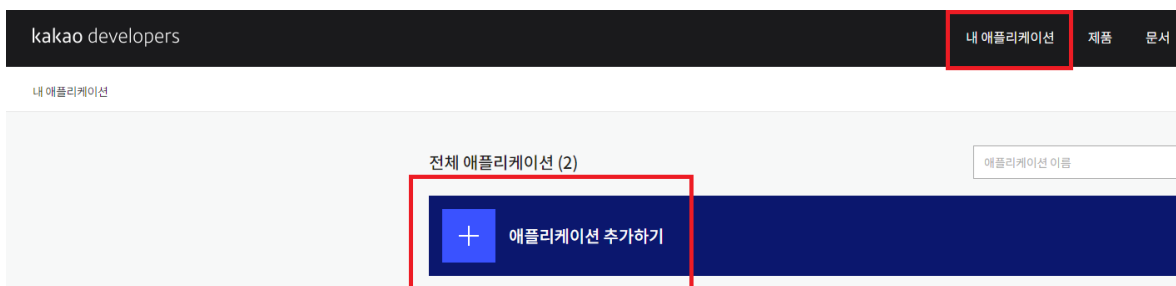 kakao developers
내 애플리케이션 제품 문서
내 애플리케이션
전체 애플리케이션 (2)
애플리케이션 이름
애플리케이션 추가하기